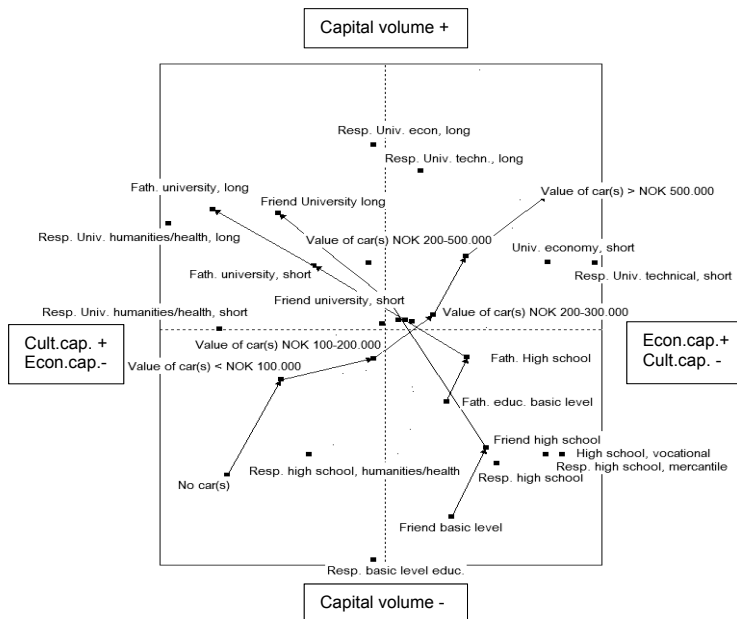 Capital volume +
Resp. Univ. econ, long
Resp. Univ. techn., long
Fath. university, long
Friend University long
Value of car(s) > NOK 500.000
Resp. Univ. humanities/health, long
Value of car(s) NOK 200-500.000
Univ. economy, short
Fath. university, short
Resp. Univ. technical, short
Friend university, short
Resp. Univ. humanities/health, short
Value of car(s) NOK 200-300.000
Cult.cap. +
Econ.cap.-
Econ.cap.+
Cult.cap. -
Value of car(s) NOK 100-200.000
Value of car(s) < NOK 100.000
Fath. High school
Fath. educ. basic level
Friend high school
High school, vocational
Resp. high school, humanities/health
Resp. high school, mercantile
Resp. high school
No car(s)
Friend basic level
Resp. basic level educ.
Capital volume -